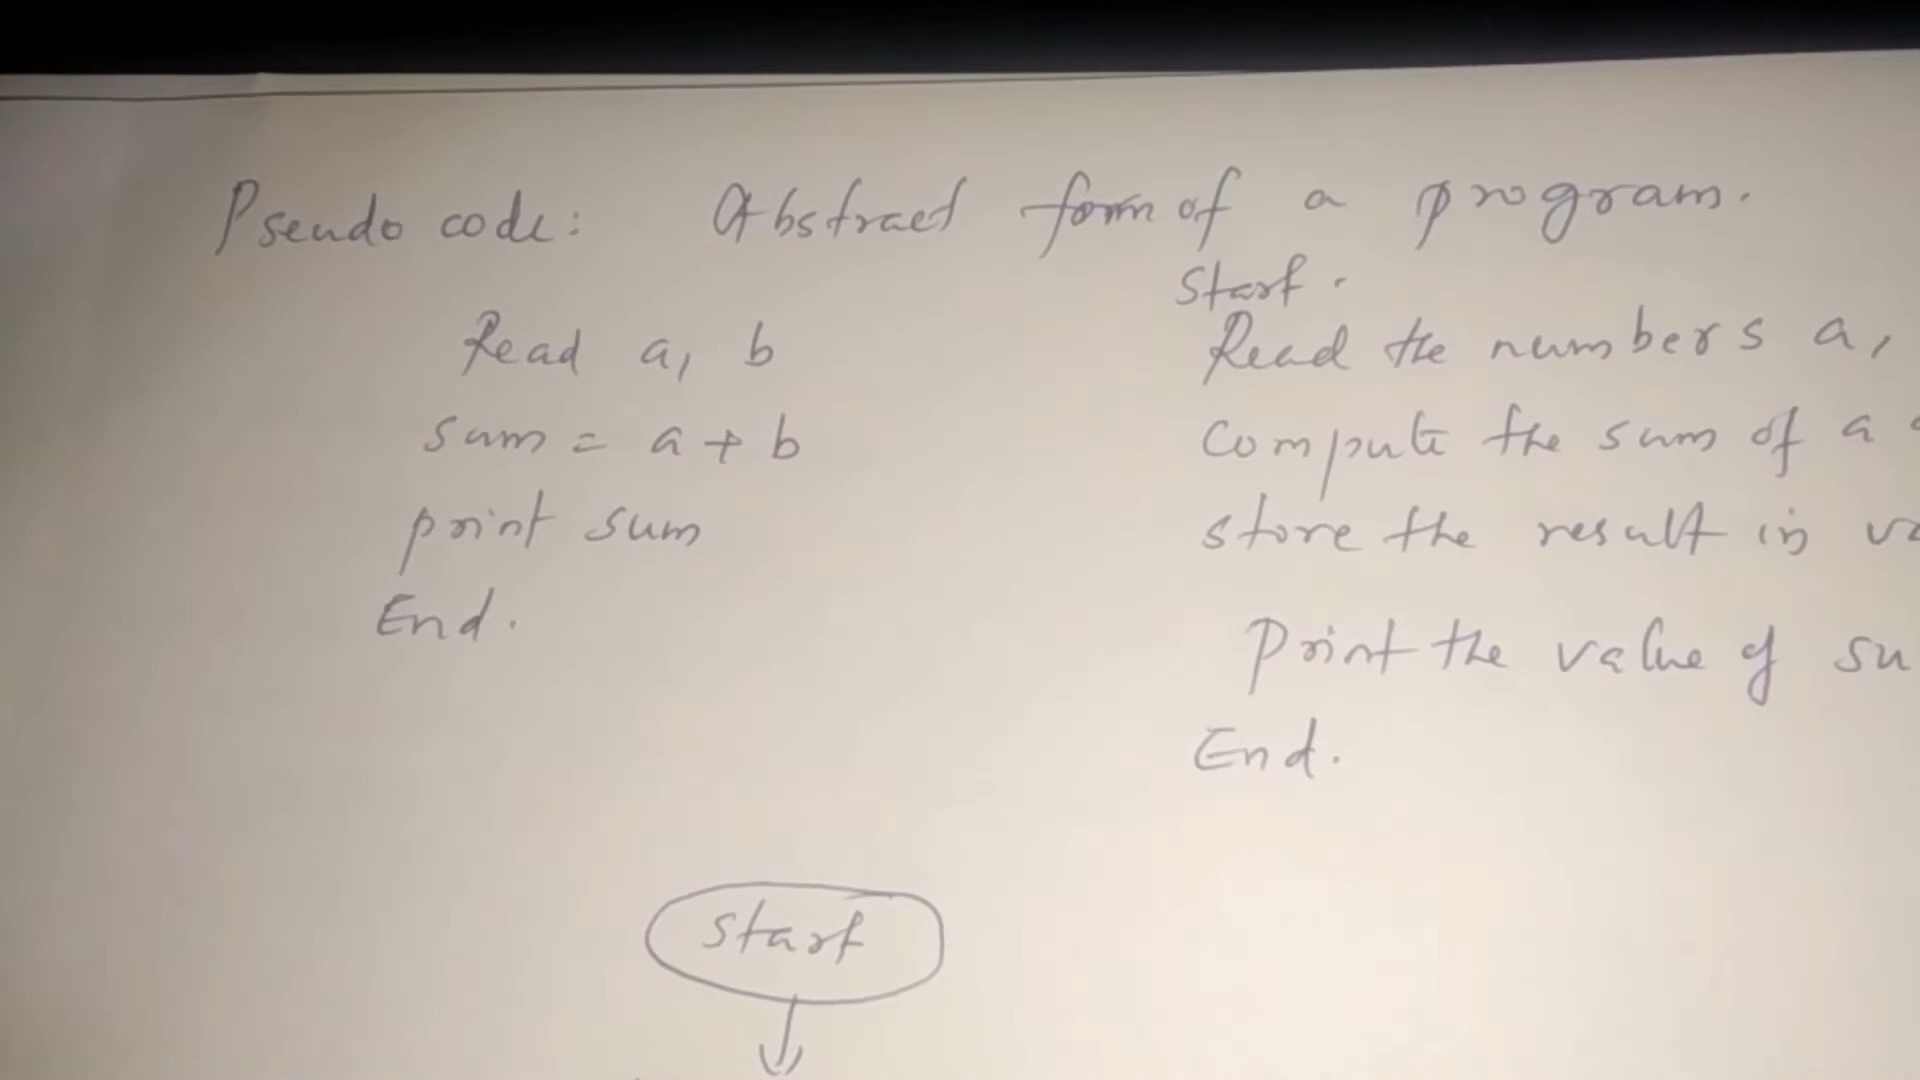 Pseudo code: Abstract form of a program.
Read a, b
sum = a + b
print sum
End.
Start.
Read the numbers a,
compute the sum of a
store the result in
Print the value of su
End.
Start